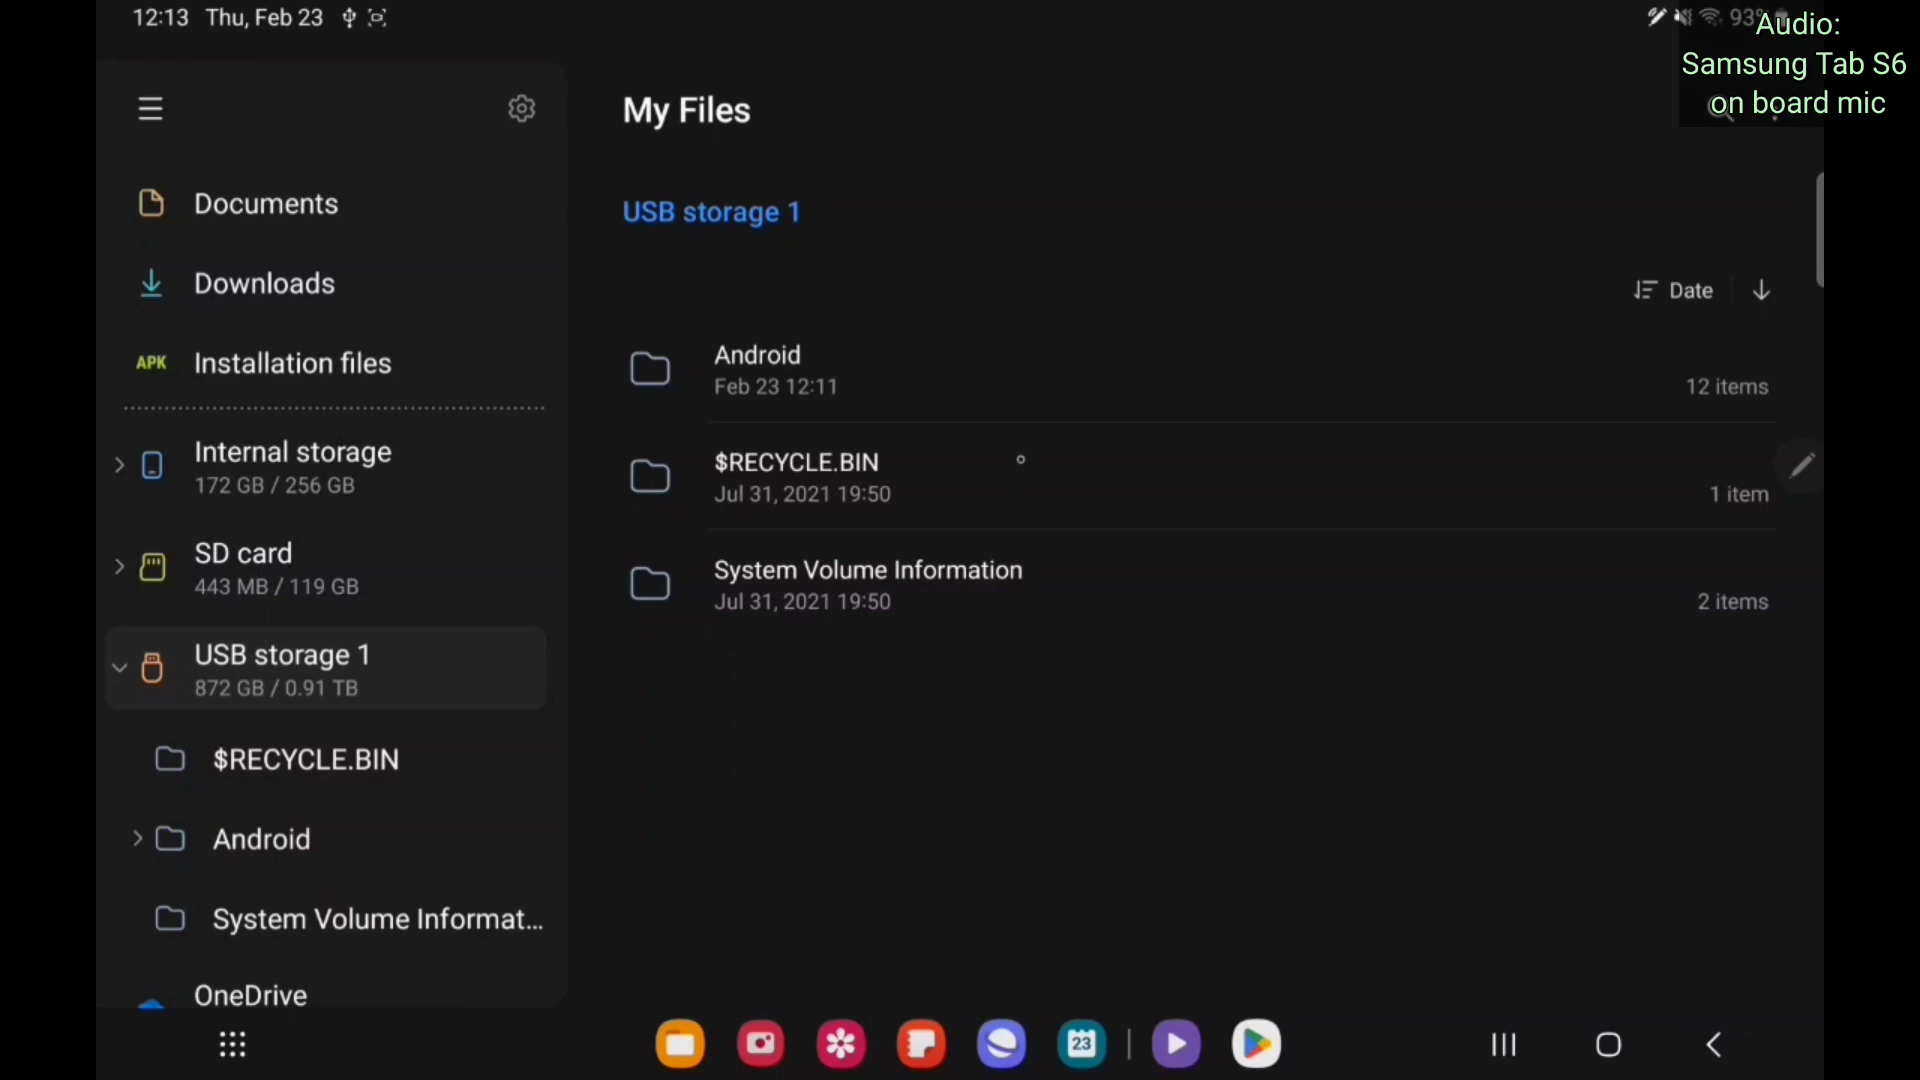 12:13 Thu, Feb 23
93%
Audio:
Samsung Tab S6
on board mic
My Files
Documents
Downloads
APK Installation files
Internal storage
172 GB / 256 GB
SD card
443 MB / 119 GB
USB storage 1
872 GB / 0.91 TB
$RECYCLE.BIN
Android
System Volume Informat...
OneDrive
USB storage 1
Date
Android
Feb 23 12:11
12 items
$RECYCLE.BIN
Jul 31, 2021 19:50
1 item
System Volume Information
Jul 31, 2021 19:50
2 items
23